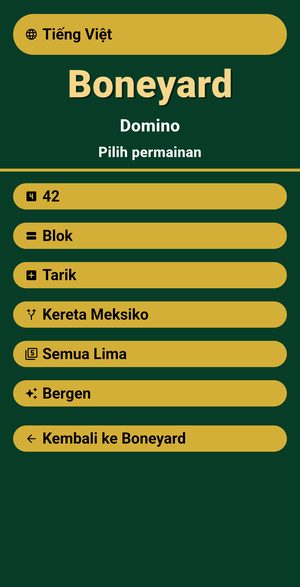 Tiếng Việt
Boneyard
Domino
Pilih permainan
42
Blok
Tarik
Kereta Meksiko
Semua Lima
Bergen
Kembali ke Boneyard